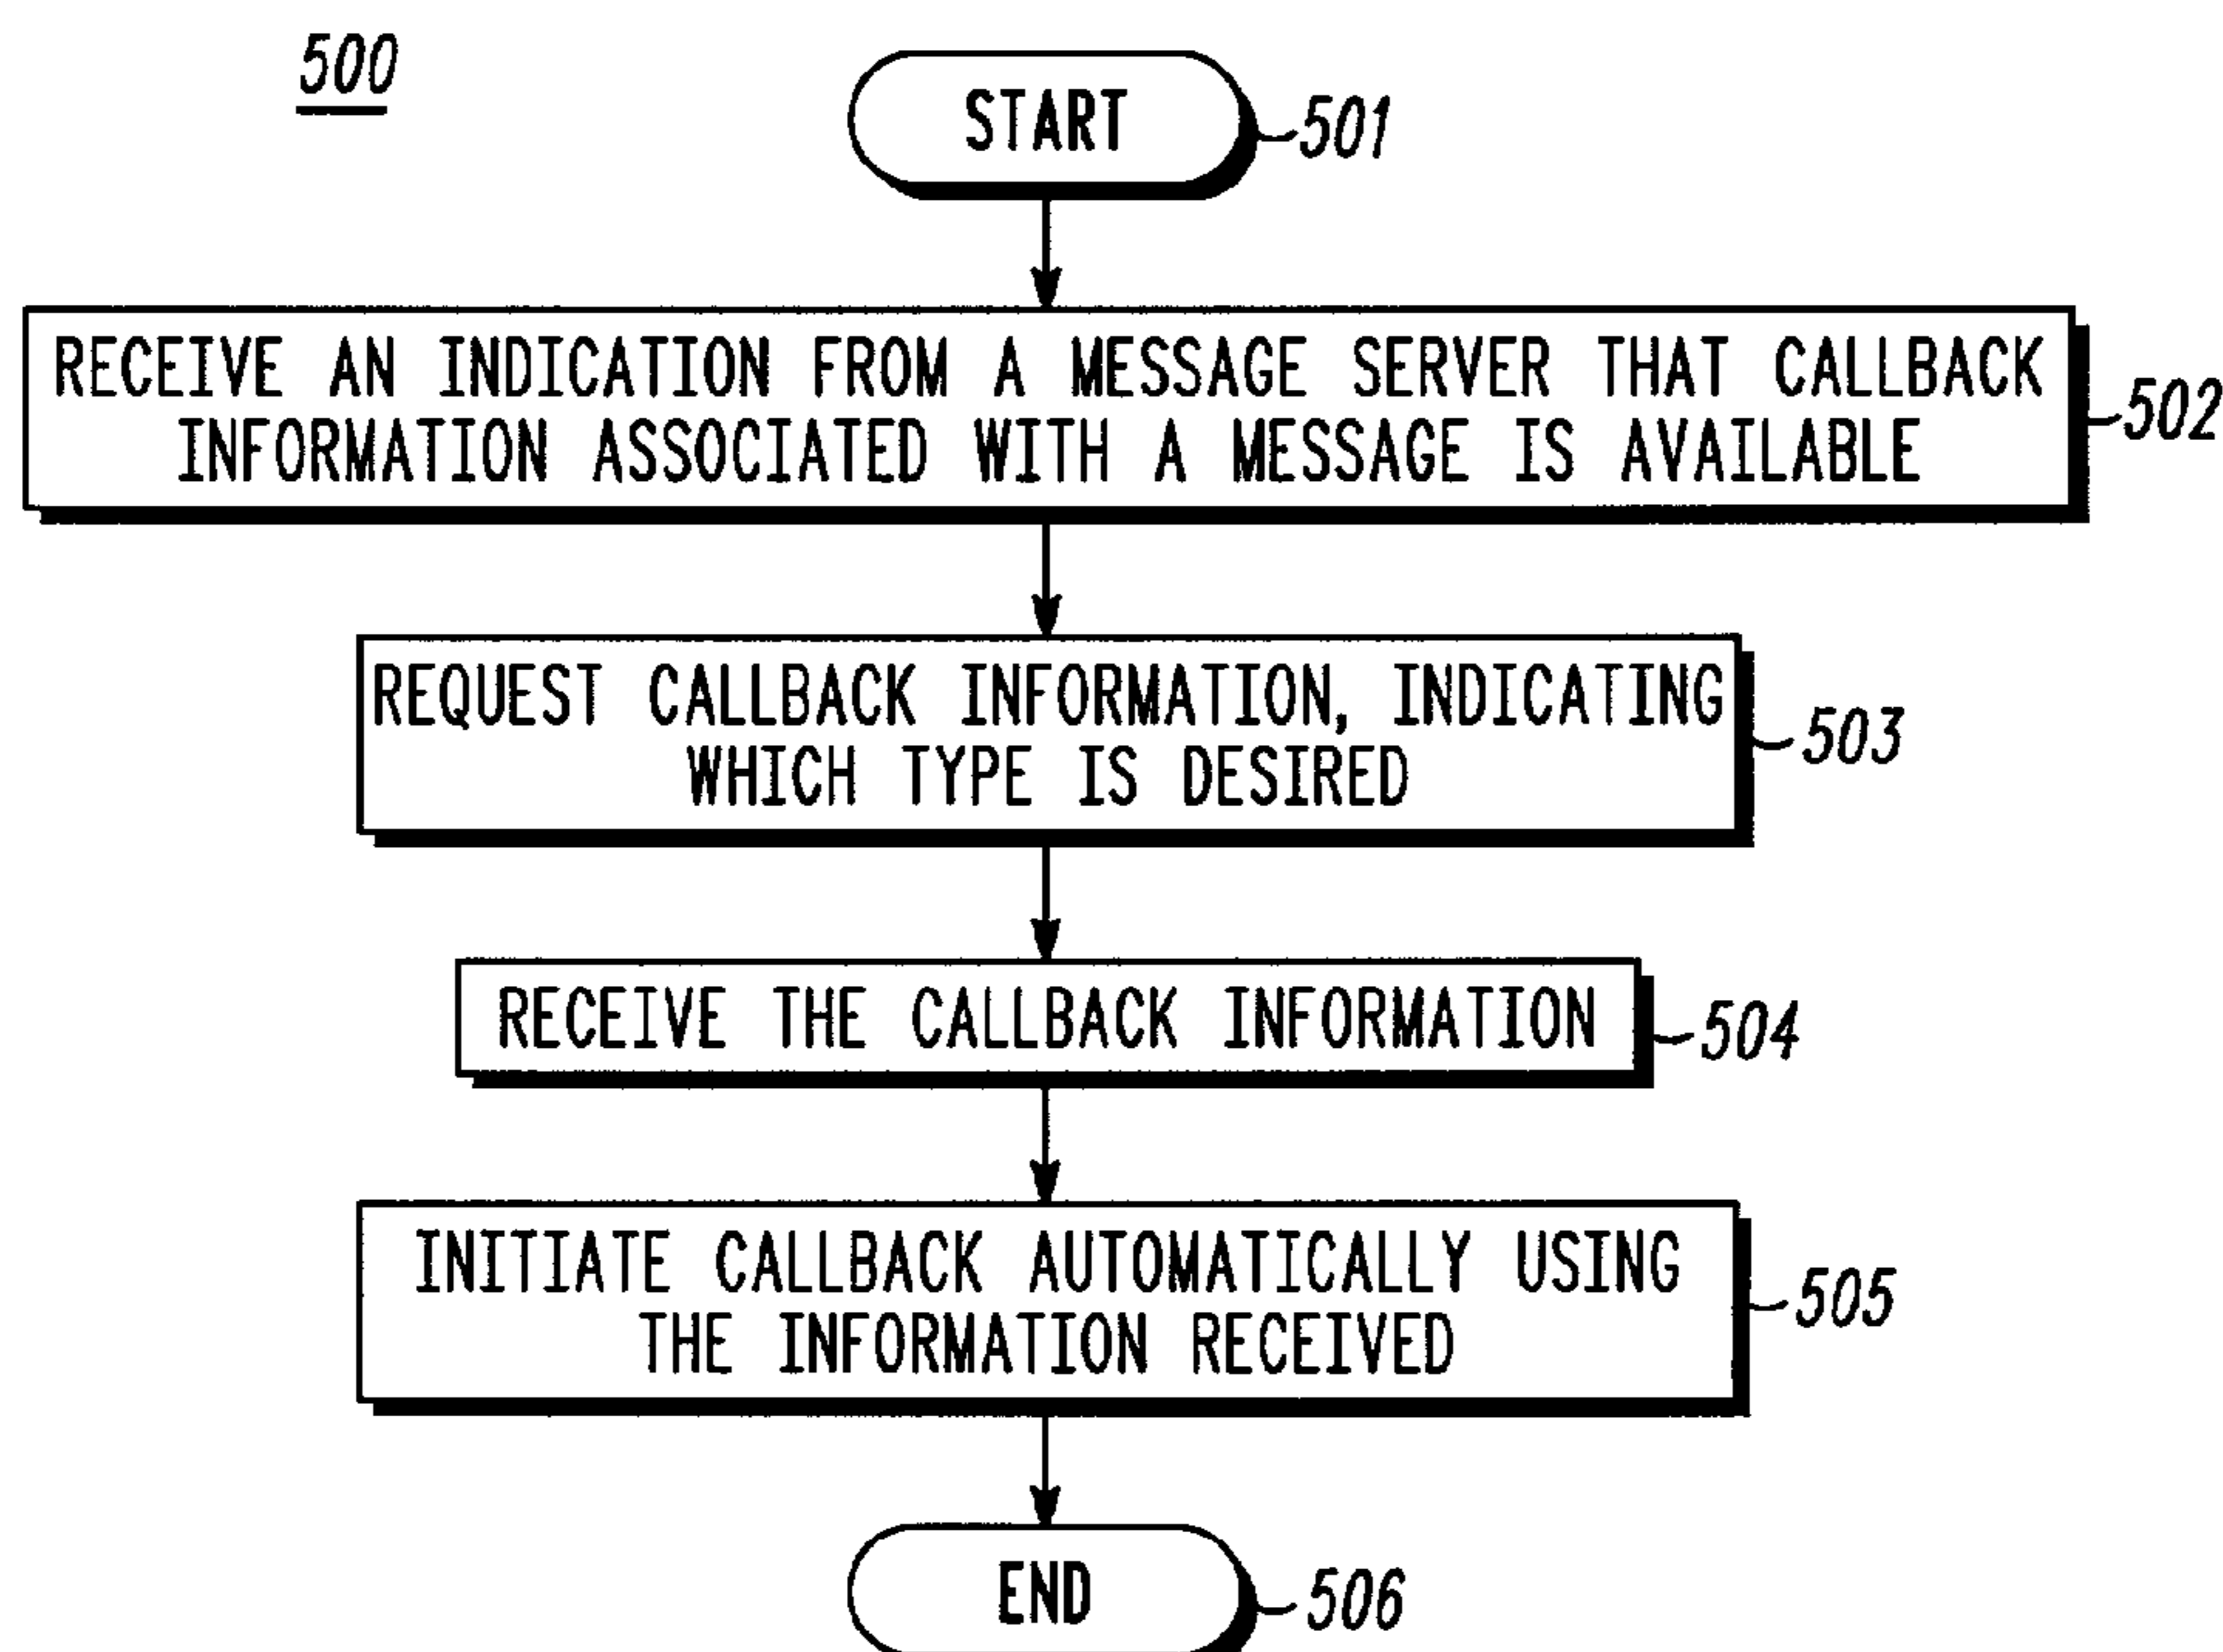 500
START
501
RECEIVE AN INDICATION FROM A MESSAGE SERVER THAT CALLBACK
INFORMATION ASSOCIATED WITH A MESSAGE IS AVAILABLE
502
REQUEST CALLBACK INFORMATION, INDICATING
WHICH TYPE IS DESIRED
503
RECEIVE THE CALLBACK INFORMATION
504
INITIATE CALLBACK AUTOMATICALLY USING
THE INFORMATION RECEIVED
505
END
506